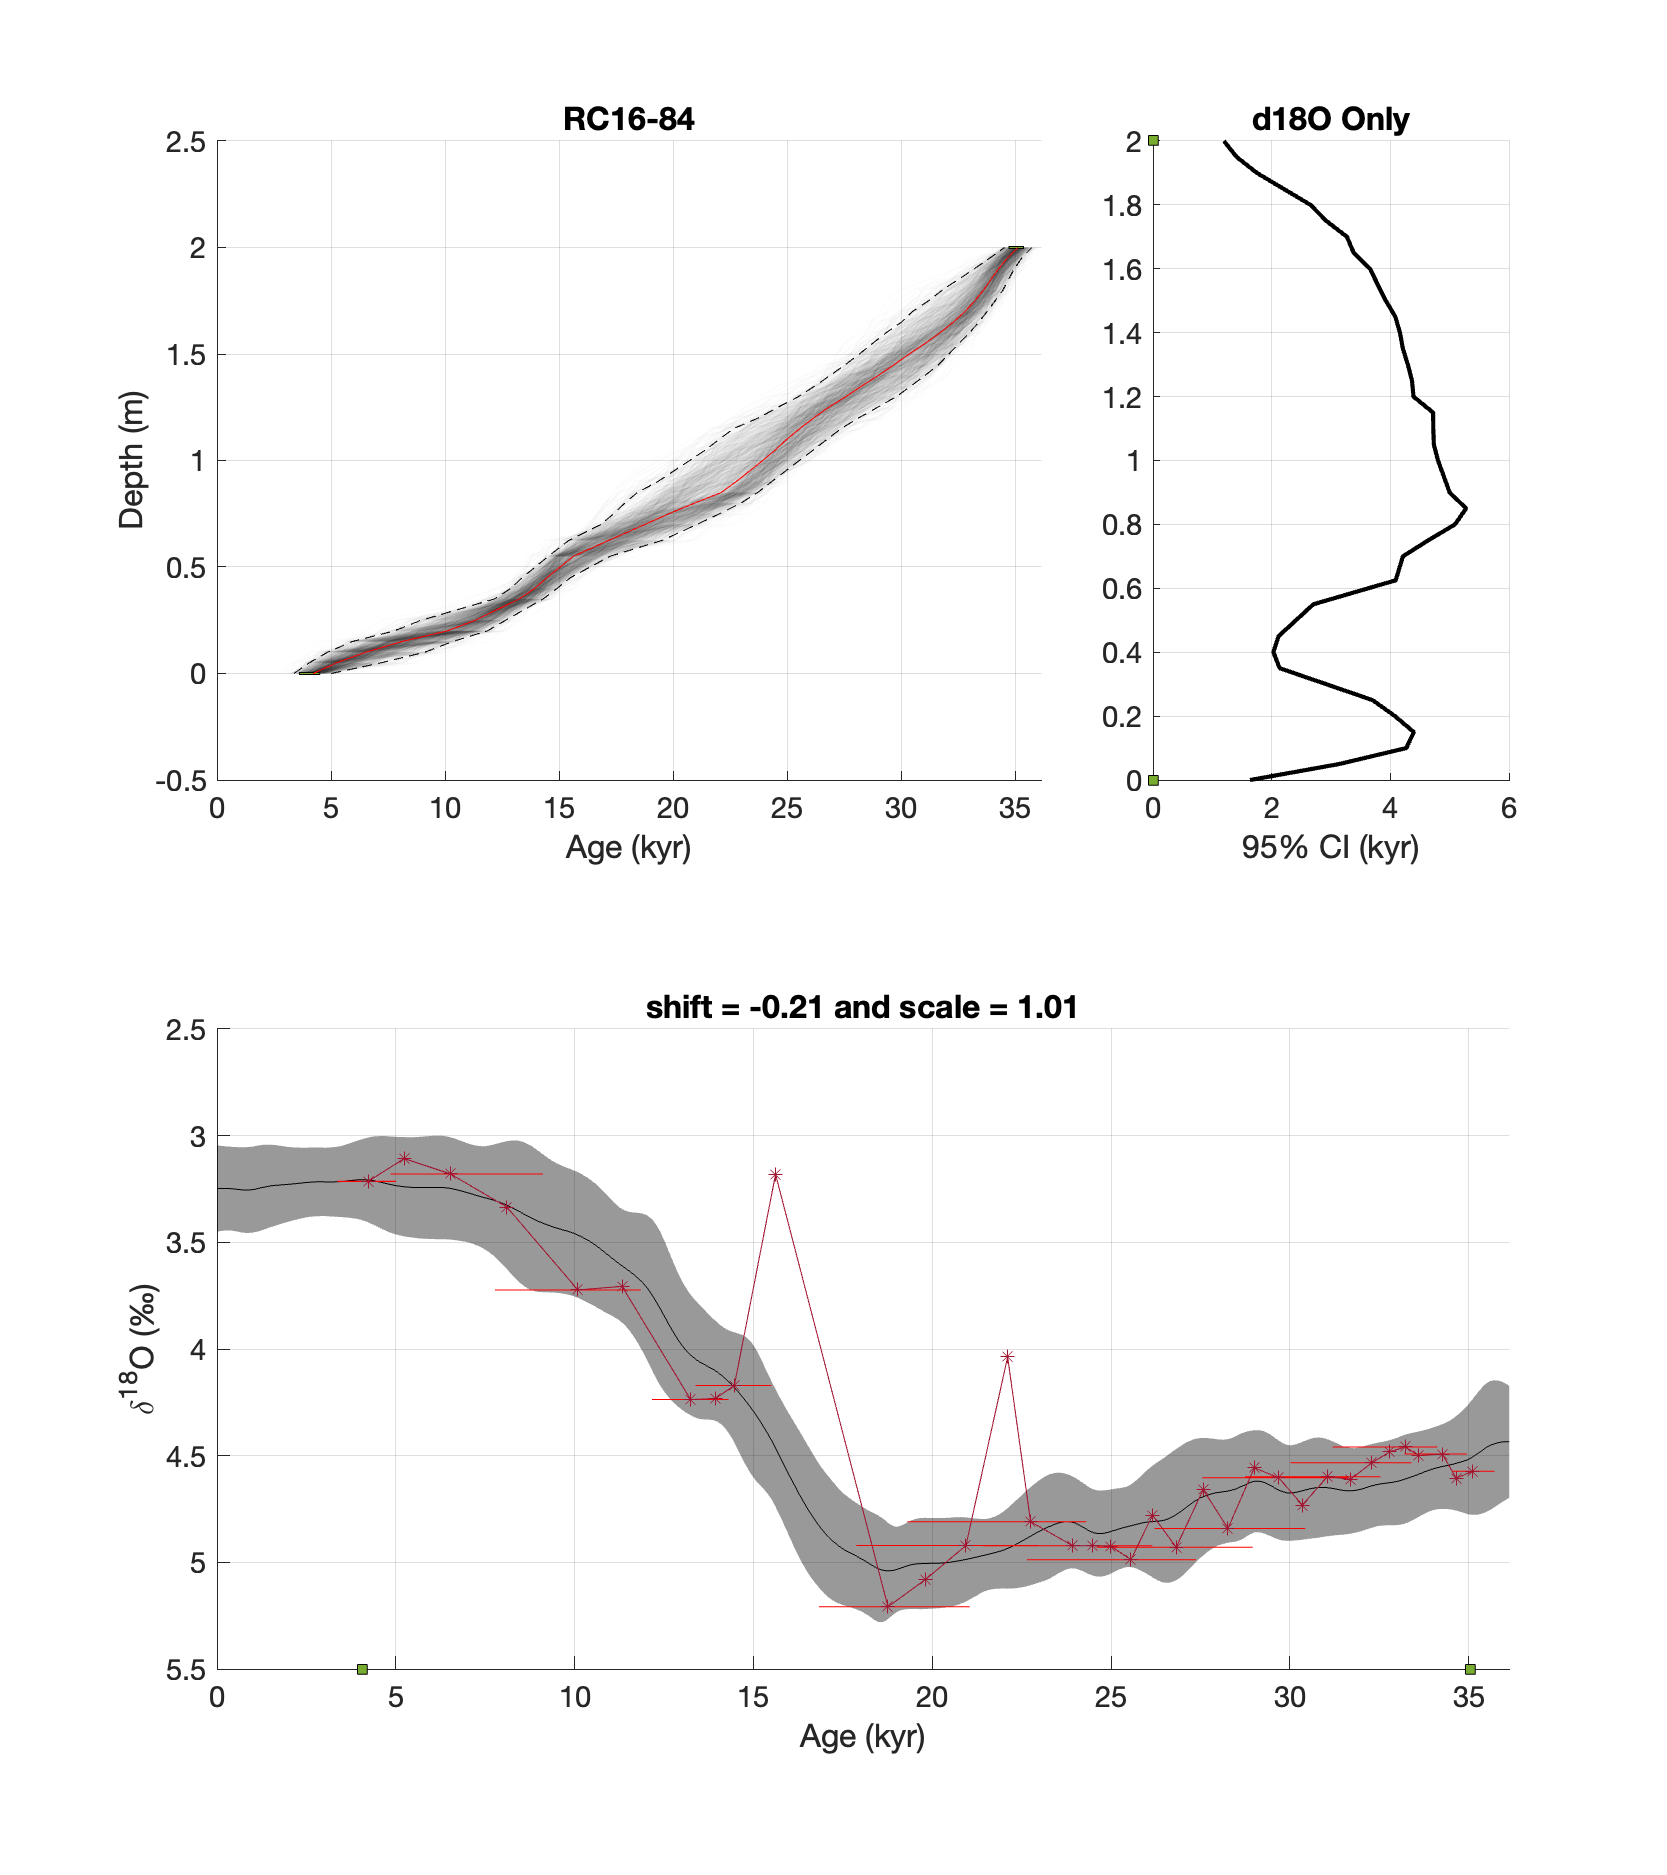 RC16-84
2.5
2
1.5
1
0.5
0
-0.5
0 5 10 15 20 25 30 35
Age (kyr)
Depth (m)
d18O Only
2
1.8
1.6
1.4
1.2
1
0.8
0.6
0.4
0.2
0
0 2 4 6
95% CI (kyr)
shift = -0.21 and scale = 1.01
2.5
3
3.5
4
4.5
5
5.5
0 5 10 15 20 25 30 35
Age (kyr)
δ¹⁸O (‰)